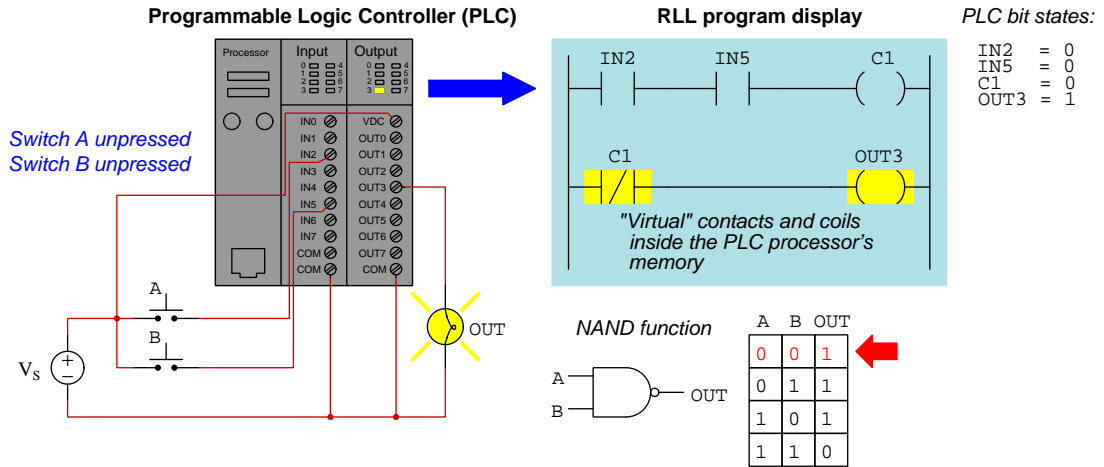 Programmable Logic Controller (PLC)
RLL program display
PLC bit states:
Processor
Input
Output
0 4
1 5
2 6
3 7
0 4
1 5
2 6
3 7
IN0
IN1
IN2
IN3
IN4
IN5
IN6
IN7
COM
COM
VDC
OUT0
OUT1
OUT2
OUT3
OUT4
OUT5
OUT6
OUT7
COM
Switch A unpressed
Switch B unpressed
A
B
VS
+
−
OUT
IN2 IN5 C1
C1 OUT3
"Virtual" contacts and coils
inside the PLC processor's
memory
IN2 = 0
IN5 = 0
C1 = 0
OUT3 = 1
NAND function
A
B
OUT
A B OUT
0 0 1
0 1 1
1 0 1
1 1 0